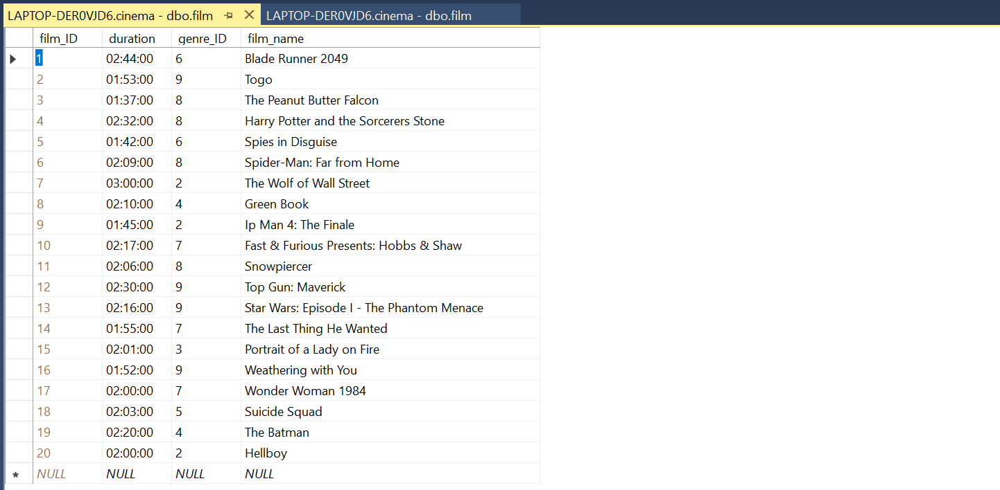 LAPTOP-DER0VJD6.cinema - dbo.film LAPTOP-DER0VJD6.cinema - dbo.film
film_ID duration genre_ID film_name
1 02:44:00 6 Blade Runner 2049
2 01:53:00 9 Togo
3 01:37:00 8 The Peanut Butter Falcon
4 02:32:00 8 Harry Potter and the Sorcerers Stone
5 01:42:00 6 Spies in Disguise
6 02:09:00 8 Spider-Man: Far from Home
7 03:00:00 2 The Wolf of Wall Street
8 02:10:00 4 Green Book
9 01:45:00 2 Ip Man 4: The Finale
10 02:17:00 7 Fast & Furious Presents: Hobbs & Shaw
11 02:06:00 8 Snowpiercer
12 02:30:00 9 Top Gun: Maverick
13 02:16:00 9 Star Wars: Episode I - The Phantom Menace
14 01:55:00 7 The Last Thing He Wanted
15 02:01:00 3 Portrait of a Lady on Fire
16 01:52:00 9 Weathering with You
17 02:00:00 7 Wonder Woman 1984
18 02:03:00 5 Suicide Squad
19 02:20:00 4 The Batman
20 02:00:00 2 Hellboy
* NULL NULL NULL NULL